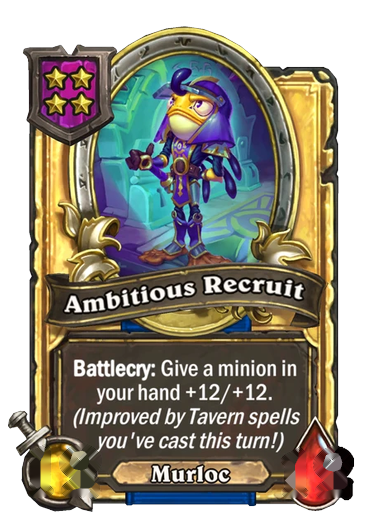 Ambitious Recruit
Battlecry: Give a minion in
your hand +12/+12.
(Improved by Tavern spells
you've cast this turn!)
Murloc